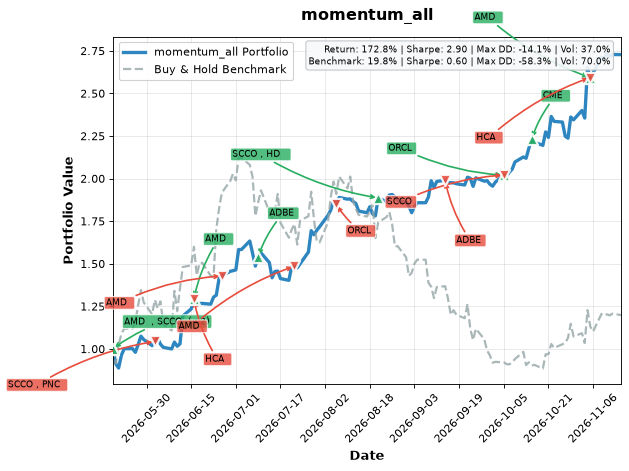 momentum_all
AMD
momentum_all Portfolio
Buy & Hold Benchmark
Return: 172.8% | Sharpe: 2.90 | Max DD: -14.1% | Vol: 37.0%
Benchmark: 19.8% | Sharpe: 0.60 | Max DD: -58.3% | Vol: 70.0%
CME
HCA
ORCL
SCCO , HD
SCCO
ADBE
ORCL
ADBE
AMD
AMD
AMD , SCCO
AMD
HCA
SCCO , PNC
Portfolio Value
2.75
2.50
2.25
2.00
1.75
1.50
1.25
1.00
2026-05-30
2026-06-15
2026-07-01
2026-07-17
2026-08-02
2026-08-18
2026-09-03
2026-09-19
2026-10-05
2026-10-21
2026-11-06
Date